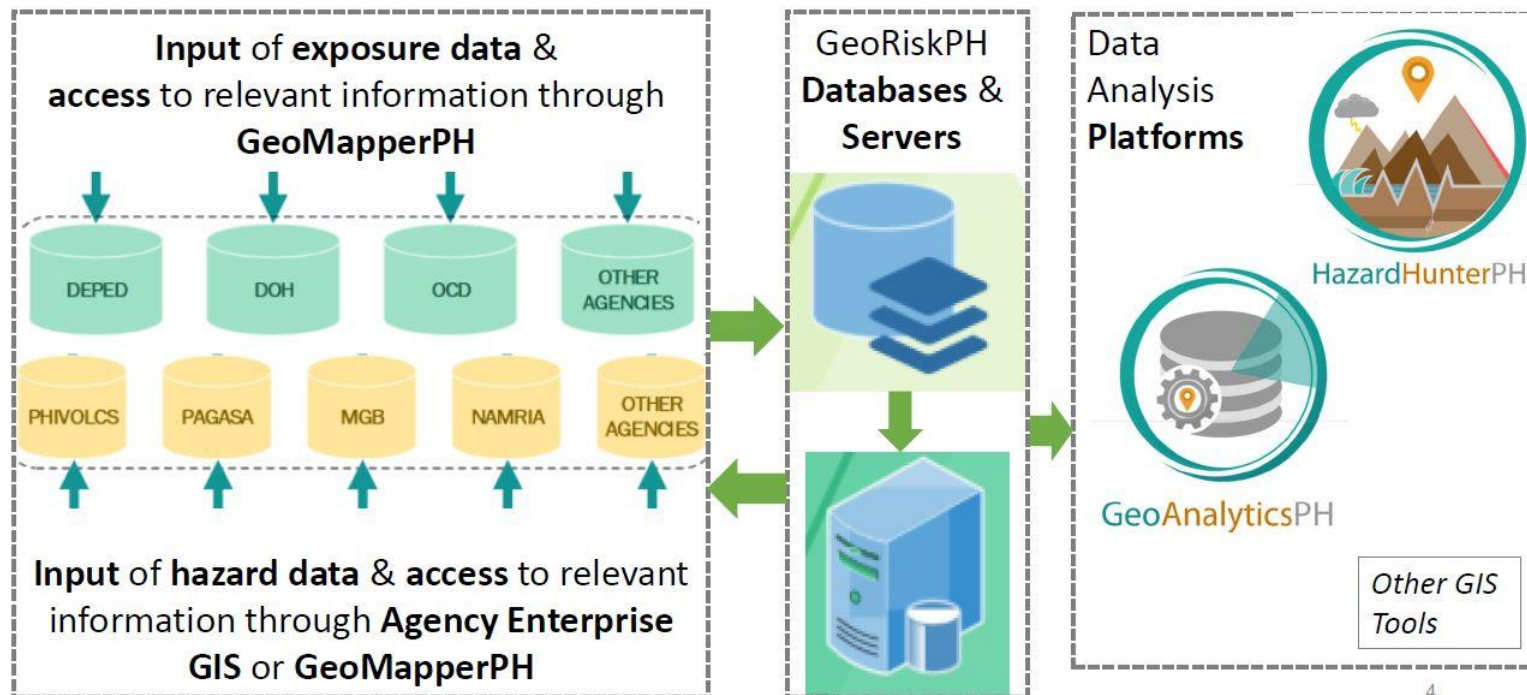 Input of exposure data &
access to relevant information through
GeoMapperPH
DEPED
DOH
OCD
OTHER
AGENCIES
PHIVOLCS
PAGASA
MGB
NAMRIA
OTHER
AGENCIES
Input of hazard data & access to relevant
information through Agency Enterprise
GIS or GeoMapperPH
GeoRiskPH
Databases &
Servers
Data
Analysis
Platforms
HazardHunterPH
GeoAnalyticsPH
Other GIS
Tools
4